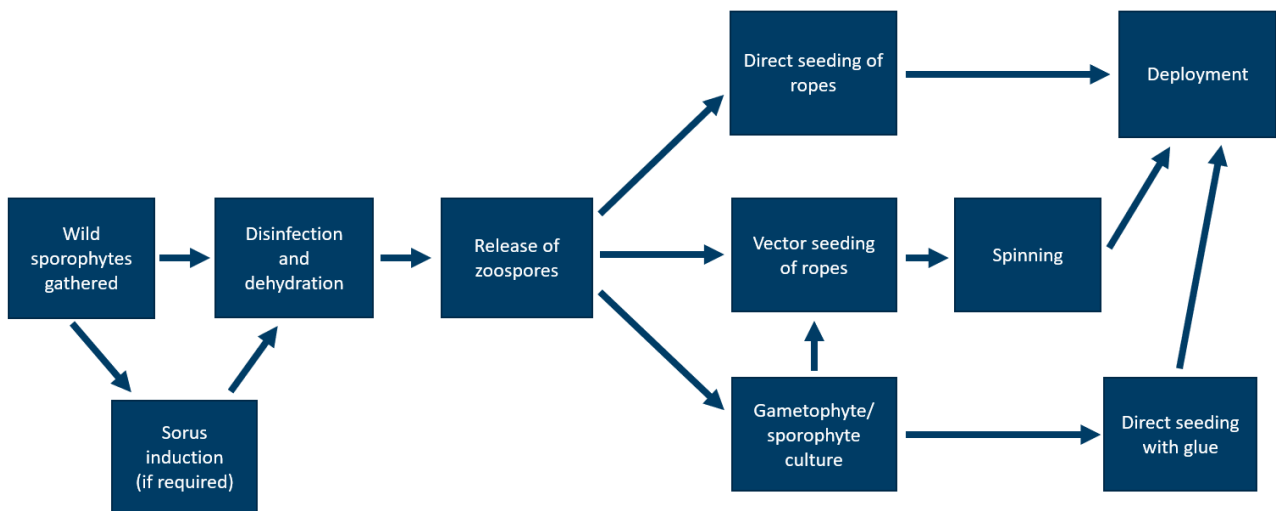 Direct seeding of
ropes
Deployment
Wild
sporophytes
gathered
Disinfection
and
dehydration
Release of
zoospores
Vector seeding
of ropes
Spinning
Sorus
induction
(if required)
Gametophyte/
sporophyte
culture
Direct seeding
with glue